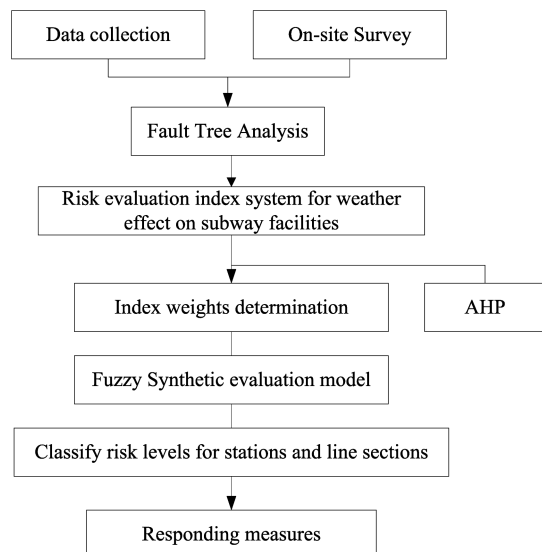 Data collection
On-site Survey
Fault Tree Analysis
Risk evaluation index system for weather
effect on subway facilities
Index weights determination
AHP
Fuzzy Synthetic evaluation model
Classify risk levels for stations and line sections
Responding measures